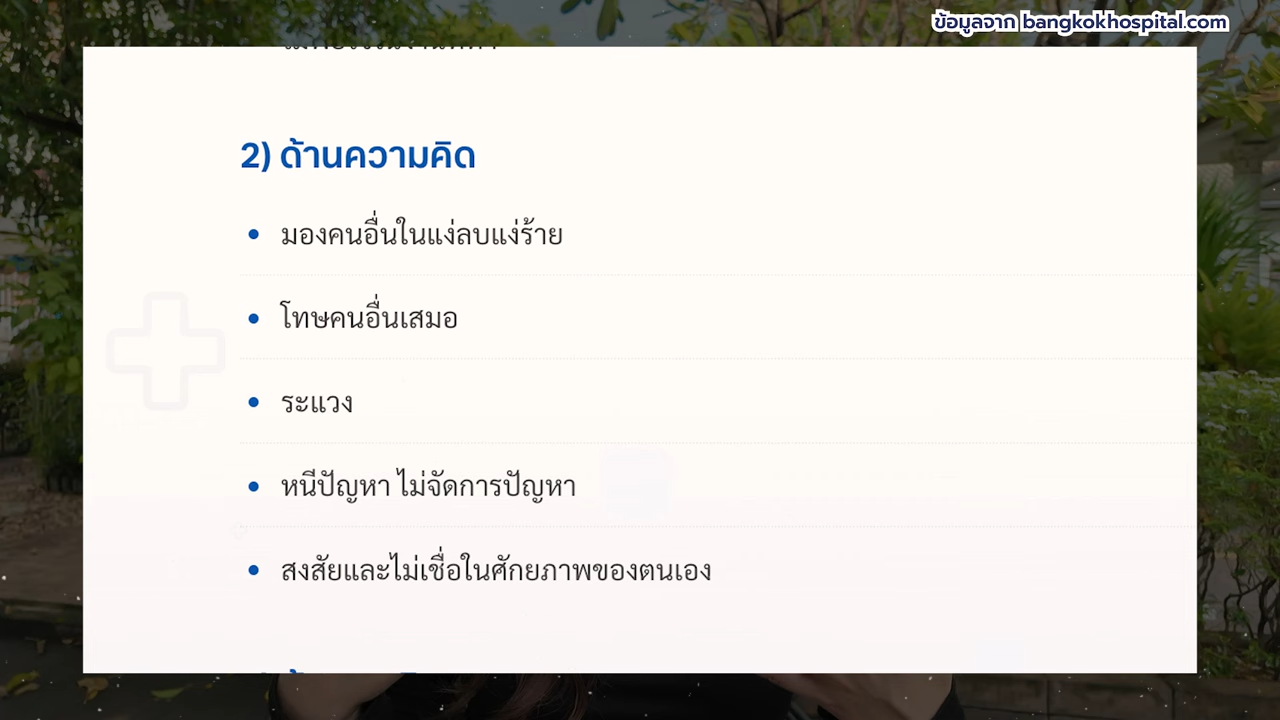 ข้อมูลจาก bangkokhospital.com
2) ด้านความคิด
มองคนอื่นในแง่ลบแง่ร้าย
โทษคนอื่นเสมอ
ระแวง
หนีปัญหา ไม่จัดการปัญหา
สงสัยและไม่เชื่อในศักยภาพของตนเอง